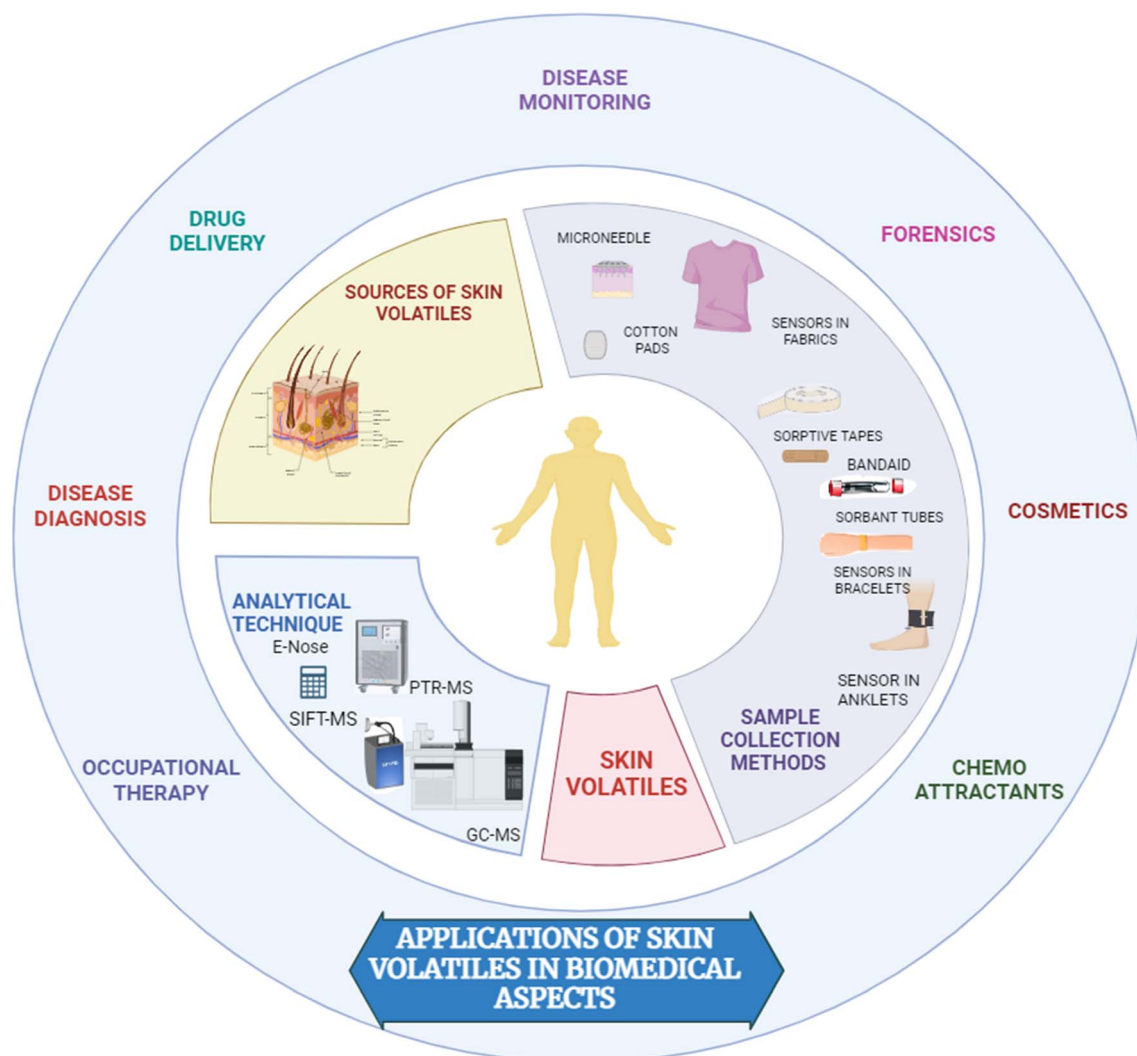 DISEASE
MONITORING
DRUG
DELIVERY
FORENSICS
DISEASE
DIAGNOSIS
COSMETICS
OCCUPATIONAL
THERAPY
CHEMO
ATTRACTANTS
SOURCES OF SKIN
VOLATILES
MICRONEEDLE
COTTON
PADS
SENSORS IN
FABRICS
SORPTIVE TAPES
BANDAID
SORBANT TUBES
SENSORS IN
BRACELETS
SENSOR IN
ANKLETS
SAMPLE
COLLECTION
METHODS
ANALYTICAL
TECHNIQUE
E-Nose
PTR-MS
SIFT-MS
GC-MS
SKIN
VOLATILES
APPLICATIONS OF SKIN
VOLATILES IN BIOMEDICAL
ASPECTS